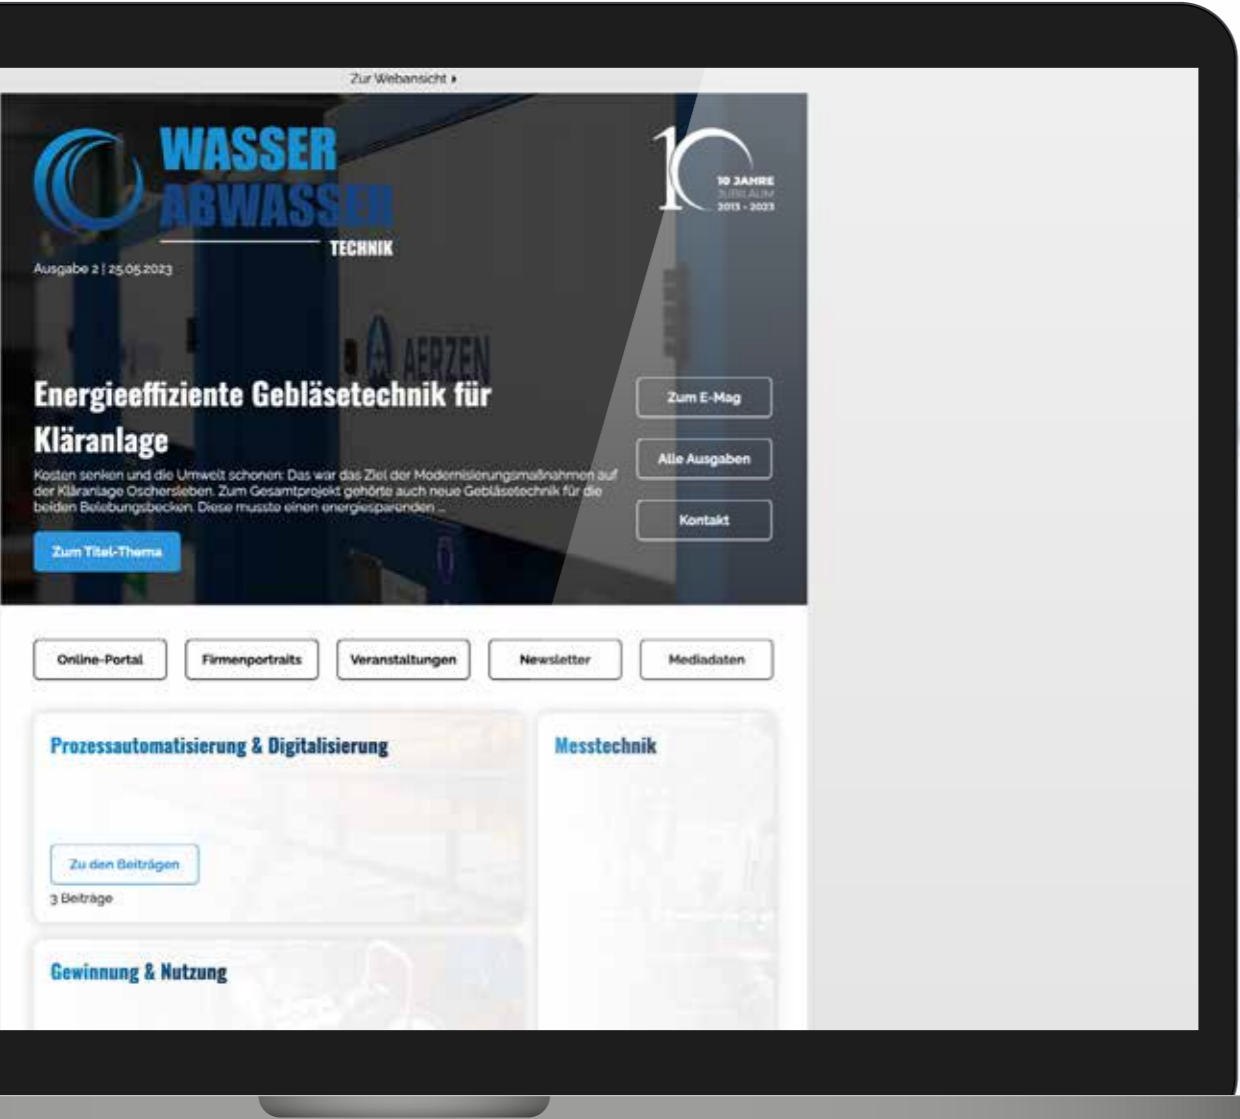 Zur Webansicht
WASSER
ABWASSER
TECHNIK
10
10 JAHRE
JUBILÄUM
2013 - 2023
Ausgabe 2 | 25.05.2023
AERZEN
Energieeffiziente Gebläsetechnik für
Kläranlage
Kosten senken und die Umwelt schonen: Das war das Ziel der Modernisierungsmaßnahmen auf
der Kläranlage Oschersleben. Zum Gesamtprojekt gehörte auch neue Gebläsetechnik für die
beiden Belebungsbecken. Diese musste einen energiesparenden ...
Zum Titel-Thema
Zum E-Mag
Alle Ausgaben
Kontakt
Online-Portal
Firmenportraits
Veranstaltungen
Newsletter
Mediadaten
Prozessautomatisierung & Digitalisierung
Zu den Beiträgen
3 Beiträge
Messtechnik
Gewinnung & Nutzung